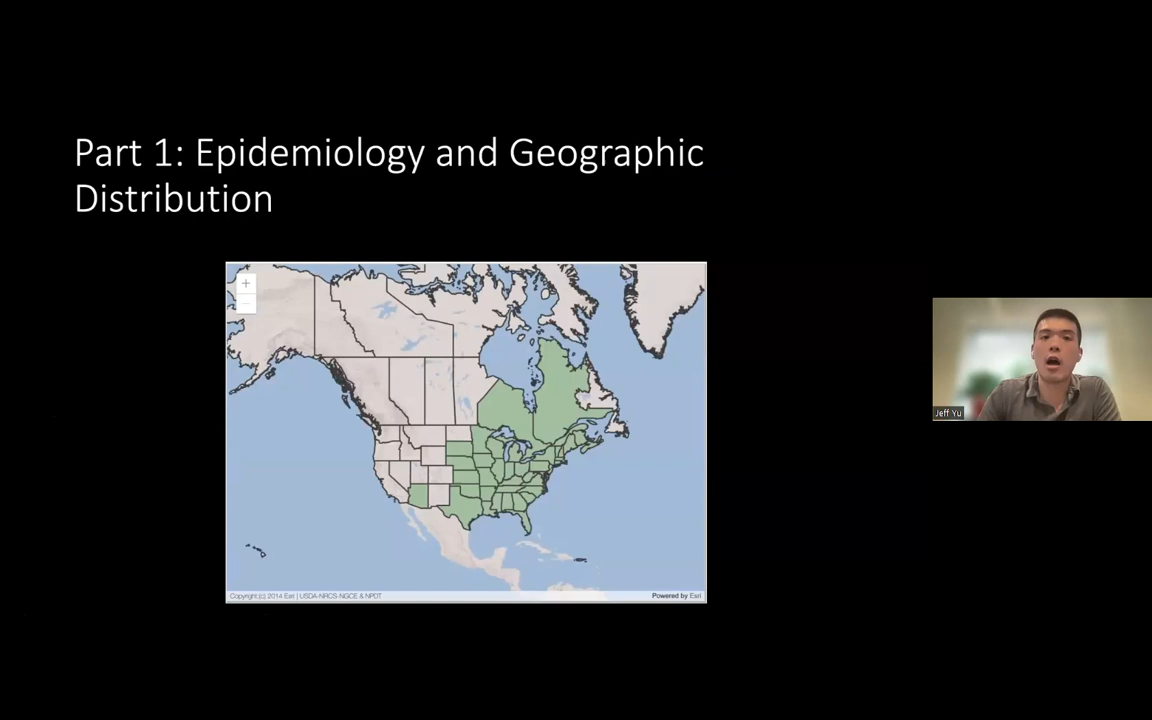 Part 1: Epidemiology and Geographic
Distribution
+
Copyright:(c) 2014 Esri | USDA-NRCS-NGCE & NPDT
Powered by Esri
Jeff Yu